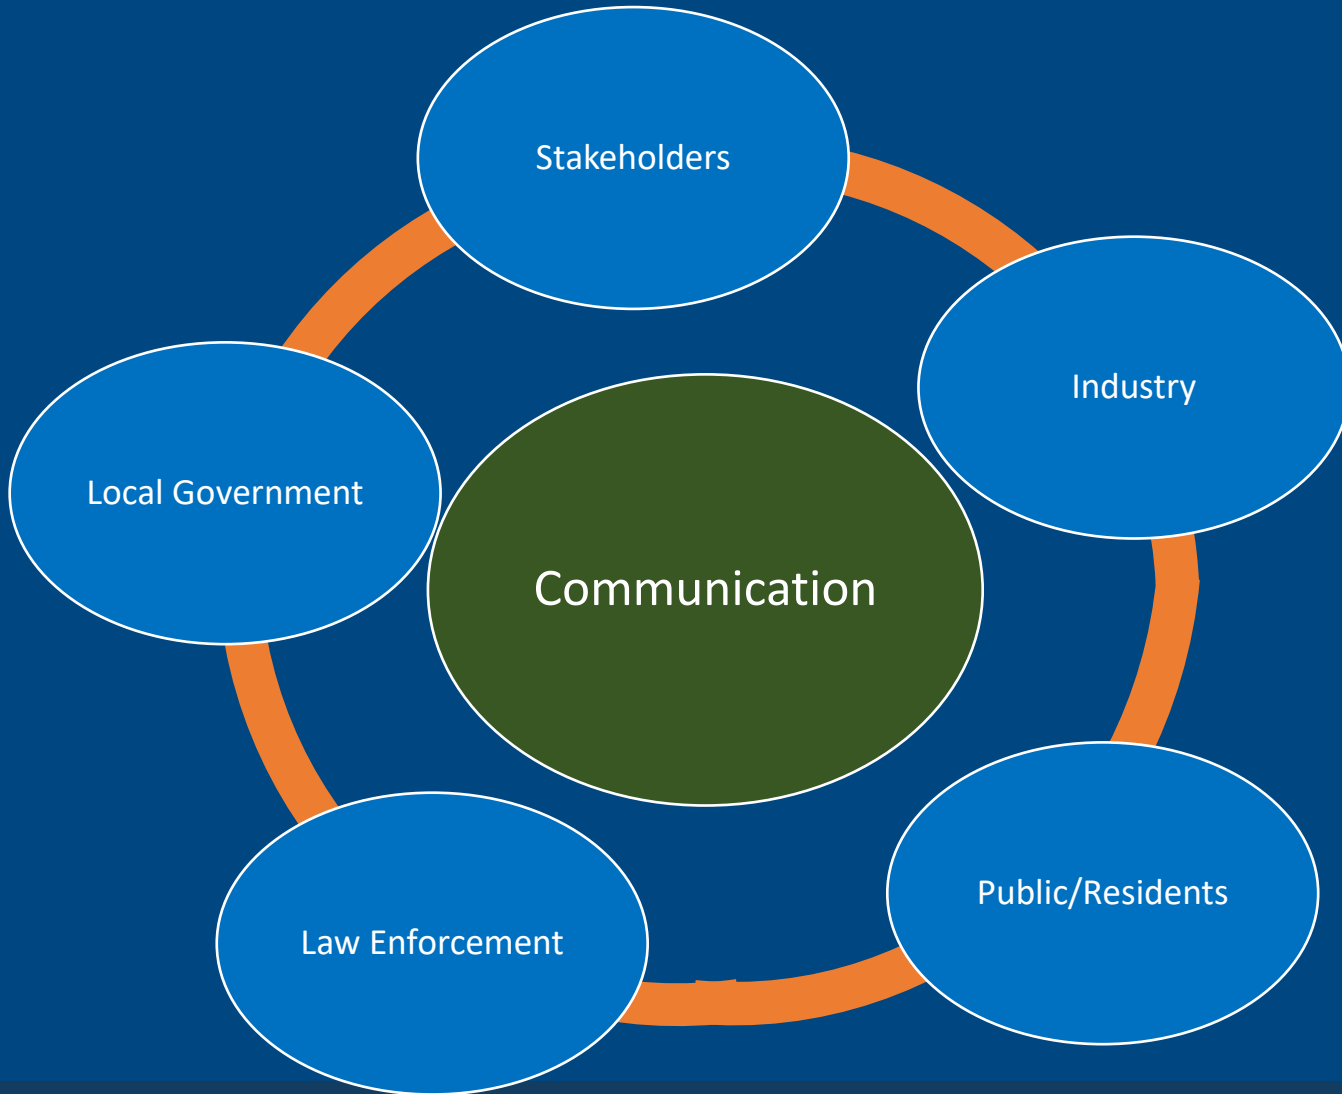 Stakeholders
Industry
Local Government
Communication
Public/Residents
Law Enforcement